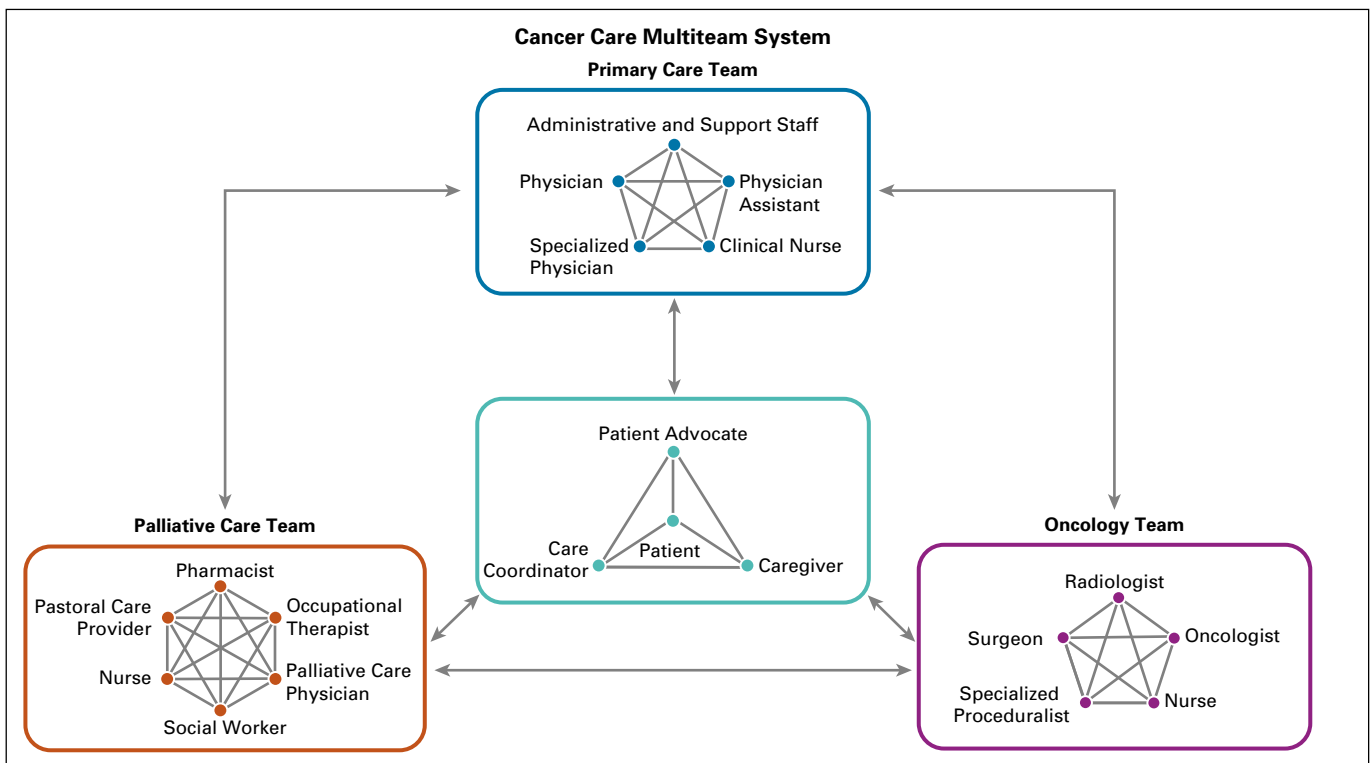 Cancer Care Multiteam System
Primary Care Team
Administrative and Support Staff
Physician
Physician
Assistant
Specialized
Physician
Clinical Nurse
Patient Advocate
Care
Coordinator
Patient
Caregiver
Palliative Care Team
Pharmacist
Pastoral Care
Provider
Occupational
Therapist
Nurse
Palliative Care
Physician
Social Worker
Oncology Team
Radiologist
Surgeon
Oncologist
Specialized
Proceduralist
Nurse